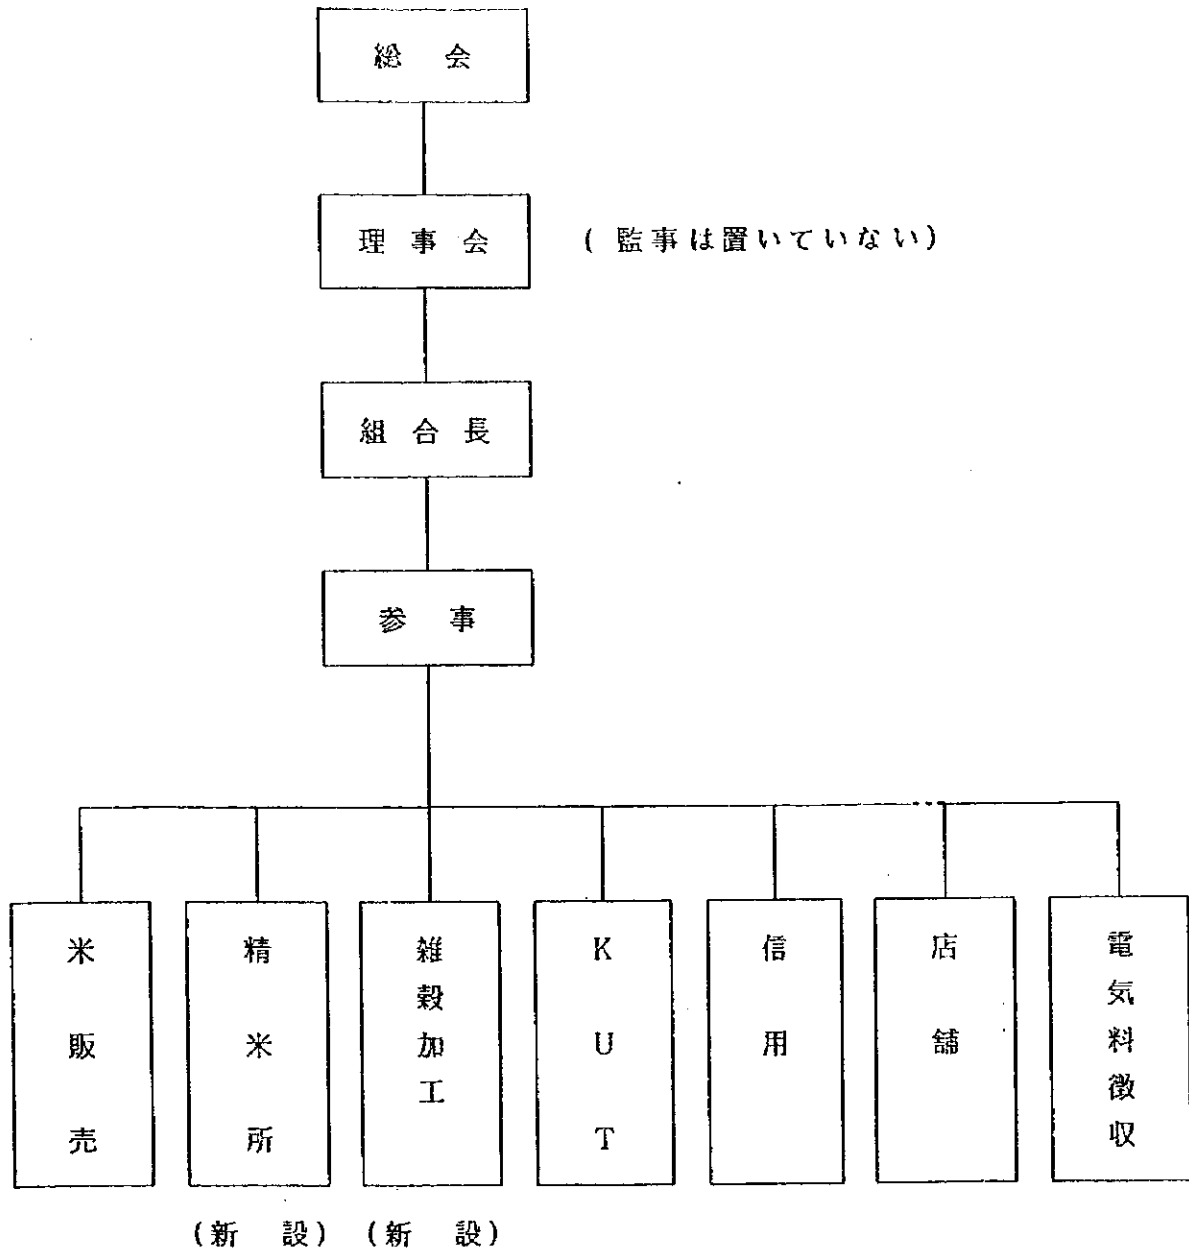 総会
理事会 (監事は置いていない)
組合長
参事
米販売
精米所
雑穀加工
KUT
信用
店舗
電気料徴収
(新設) (新設)